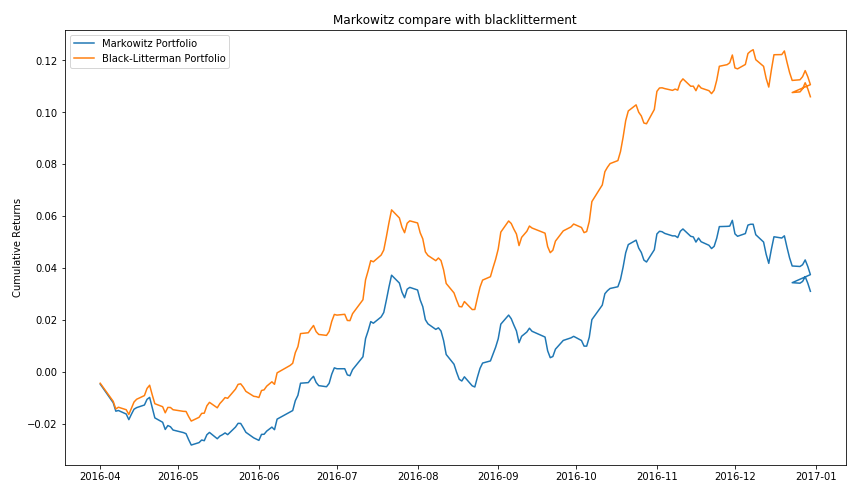 Markowitz compare with blacklitterment
Markowitz Portfolio
Black-Litterman Portfolio
Cumulative Returns
0.12
0.10
0.08
0.06
0.04
0.02
0.00
−0.02
2016-04 2016-05 2016-06 2016-07 2016-08 2016-09 2016-10 2016-11 2016-12 2017-01